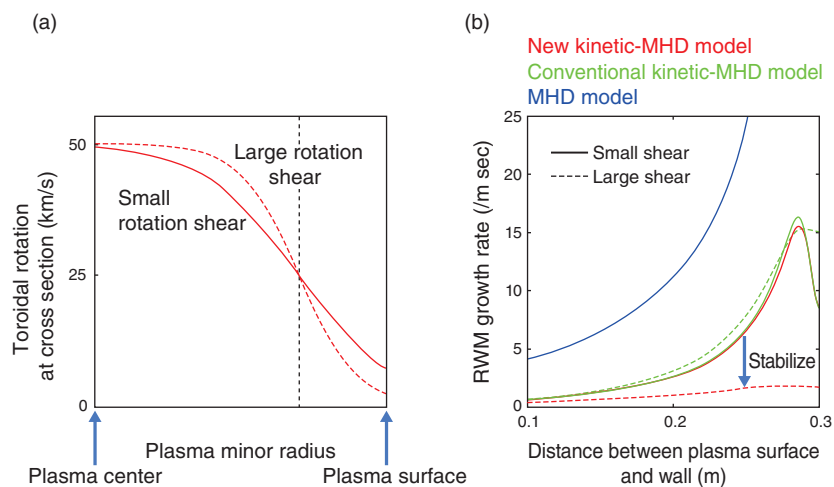 (a)
Toroidal rotation
at cross section (km/s)
50
25
0
Large rotation
shear
Small
rotation shear
Plasma minor radius
Plasma center
Plasma surface
(b)
New kinetic-MHD model
Conventional kinetic-MHD model
MHD model
RWM growth rate (/m sec)
25
20
15
10
5
0
Small shear
Large shear
Stabilize
0.1
0.2
0.3
Distance between plasma surface
and wall (m)